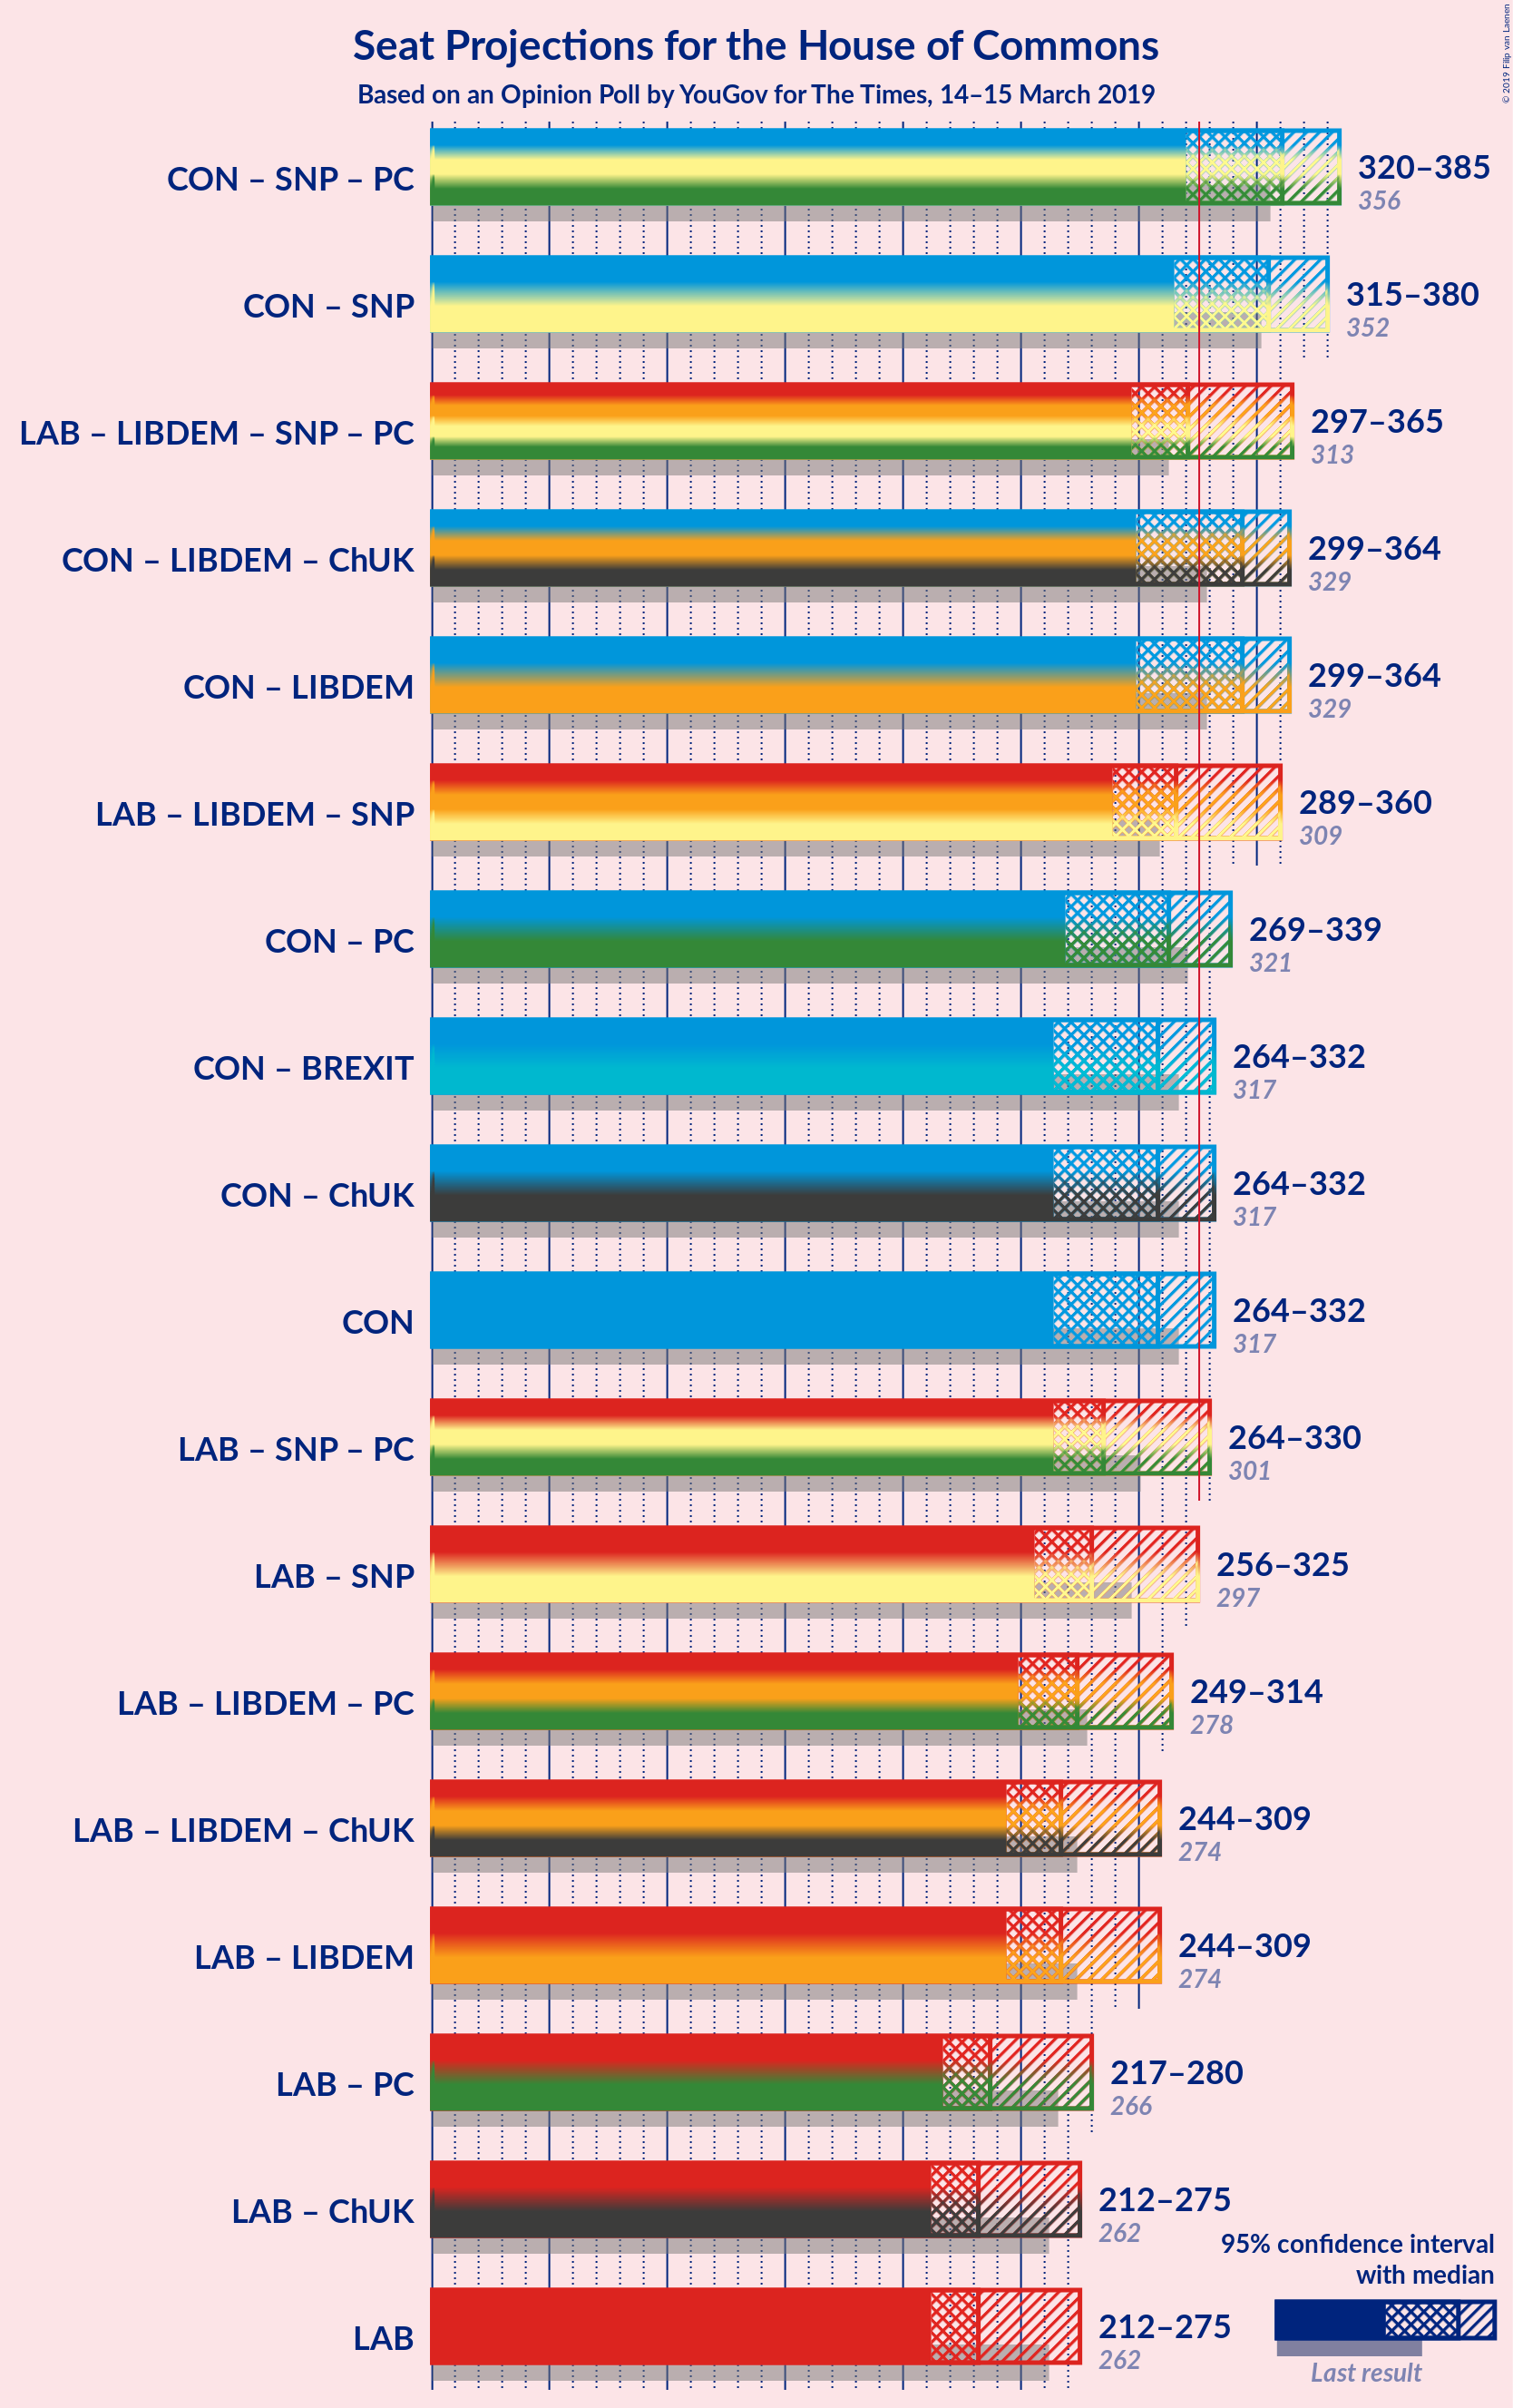 Seat Projections for the House of Commons
Based on an Opinion Poll by YouGov for The Times, 14–15 March 2019
© 2019 Filip van Laenen
CON – SNP – PC
320–385
356
CON – SNP
315–380
352
LAB – LIBDEM – SNP – PC
297–365
313
CON – LIBDEM – ChUK
299–364
329
CON – LIBDEM
299–364
329
LAB – LIBDEM – SNP
289–360
309
CON – PC
269–339
321
CON – BREXIT
264–332
317
CON – ChUK
264–332
317
CON
264–332
317
LAB – SNP – PC
264–330
301
LAB – SNP
256–325
297
LAB – LIBDEM – PC
249–314
278
LAB – LIBDEM – ChUK
244–309
274
LAB – LIBDEM
244–309
274
LAB – PC
217–280
266
LAB – ChUK
212–275
262
LAB
212–275
262
95% confidence interval
with median
Last result